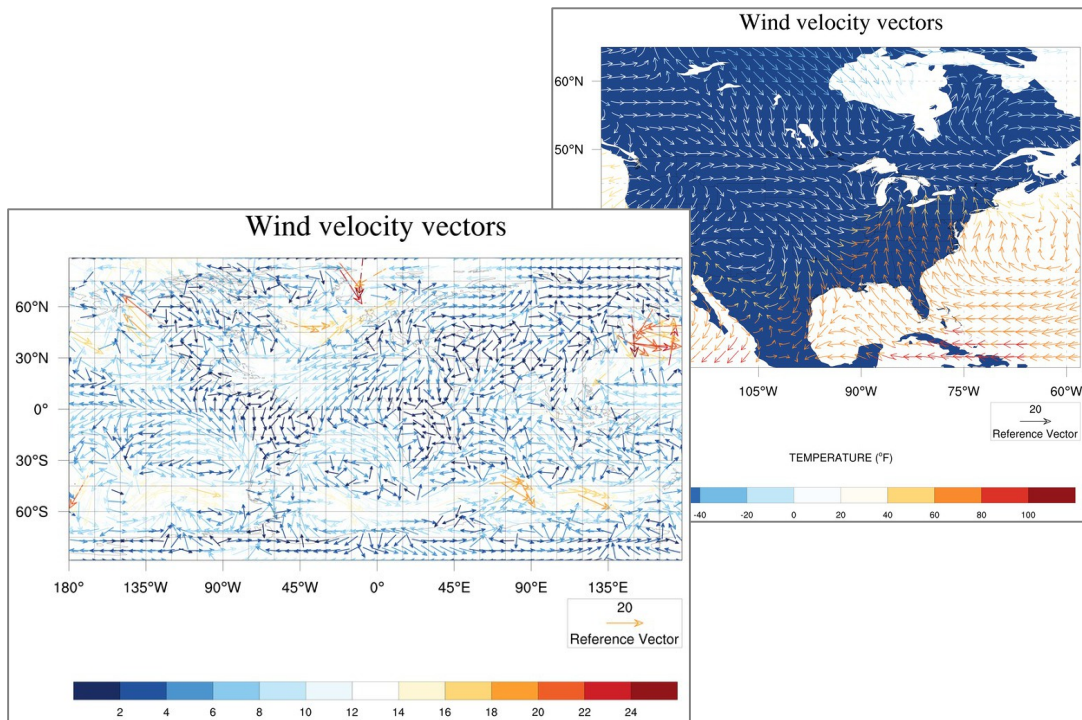 Wind velocity vectors
60°N
50°N
105°W 90°W 75°W 60°W
20
Reference Vector
TEMPERATURE (°F)
-40 -20 0 20 40 60 80 100
Wind velocity vectors
60°N
30°N
0°
30°S
60°S
180° 135°W 90°W 45°W 0° 45°E 90°E 135°E
20
Reference Vector
2 4 6 8 10 12 14 16 18 20 22 24